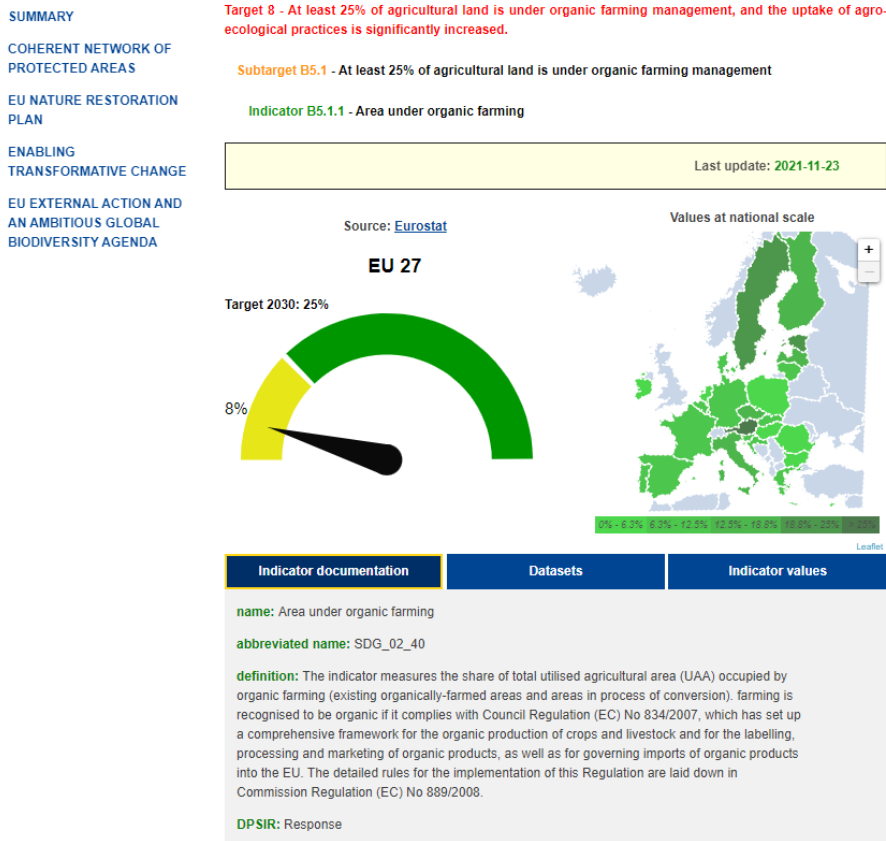 SUMMARY
COHERENT NETWORK OF
PROTECTED AREAS
EU NATURE RESTORATION
PLAN
ENABLING
TRANSFORMATIVE CHANGE
EU EXTERNAL ACTION AND
AN AMBITIOUS GLOBAL
BIODIVERSITY AGENDA
Target 8 - At least 25% of agricultural land is under organic farming management, and the uptake of agro-
ecological practices is significantly increased.
Subtarget B5.1 - At least 25% of agricultural land is under organic farming management
Indicator B5.1.1 - Area under organic farming
Last update: 2021-11-23
Source: Eurostat
EU 27
Target 2030: 25%
8%
Values at national scale
+
−
0% - 6.3% 6.3% - 12.5% 12.5% - 18.8% 18.8% - 25% > 25%
Leaflet
Indicator documentation
Datasets
Indicator values
name: Area under organic farming
abbreviated name: SDG_02_40
definition: The indicator measures the share of total utilised agricultural area (UAA) occupied by
organic farming (existing organically-farmed areas and areas in process of conversion). farming is
recognised to be organic if it complies with Council Regulation (EC) No 834/2007, which has set up
a comprehensive framework for the organic production of crops and livestock and for the labelling,
processing and marketing of organic products, as well as for governing imports of organic products
into the EU. The detailed rules for the implementation of this Regulation are laid down in
Commission Regulation (EC) No 889/2008.
DPSIR: Response